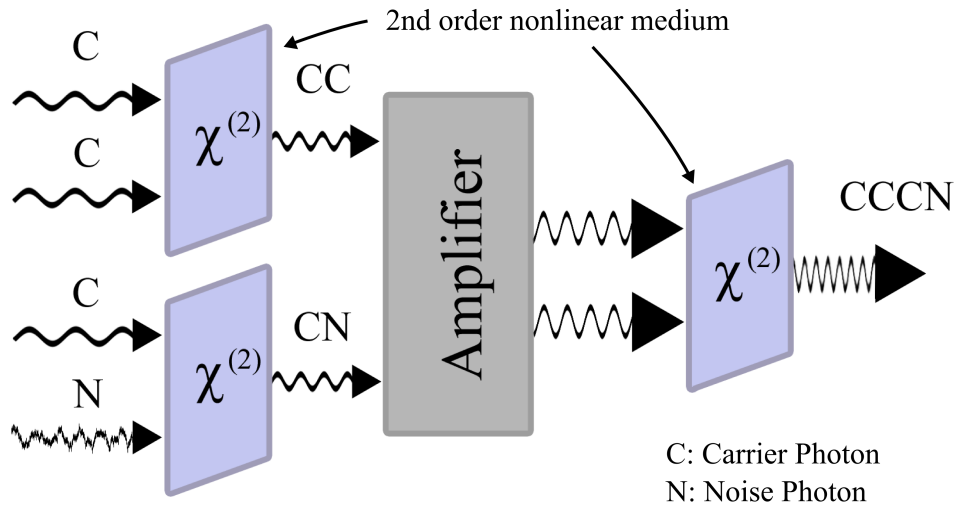 2nd order nonlinear medium
C
CC
χ(2)
C
CCCN
Amplifier
χ(2)
C
CN
χ(2)
N
C: Carrier Photon
N: Noise Photon